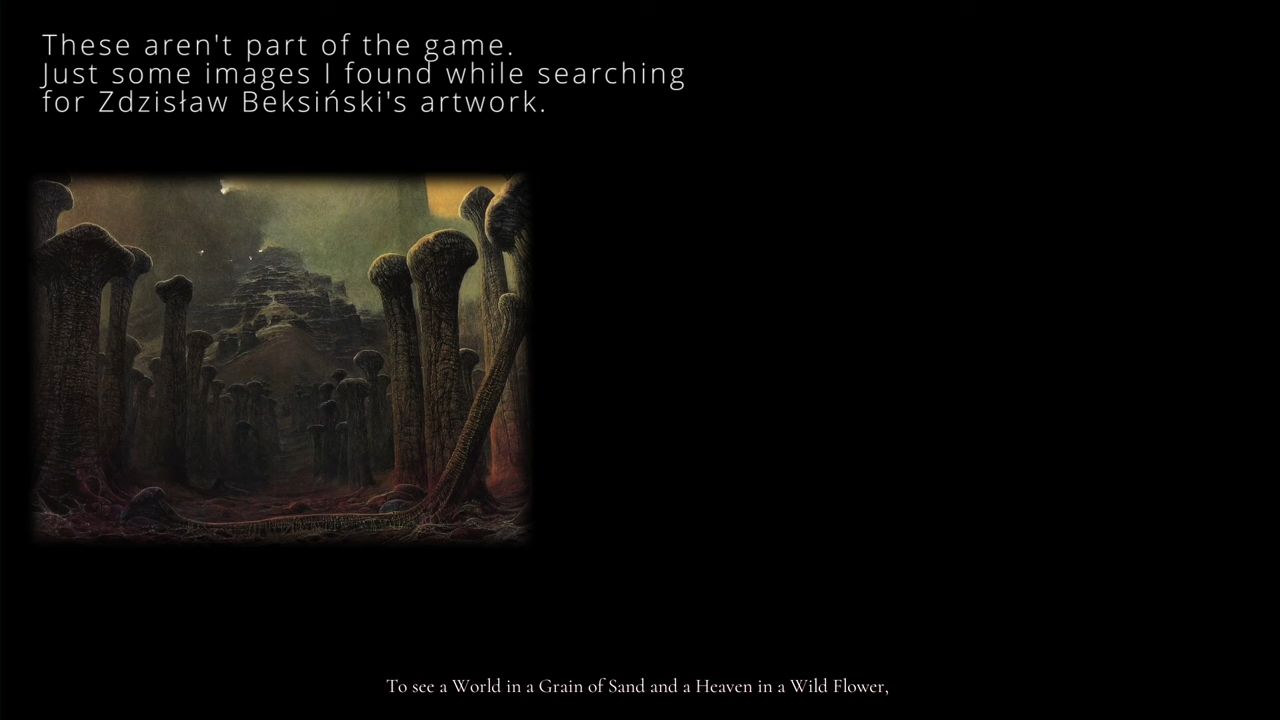 These aren't part of the game.
Just some images I found while searching
for Zdzisław Beksiński's artwork.
To see a World in a Grain of Sand and a Heaven in a Wild Flower,